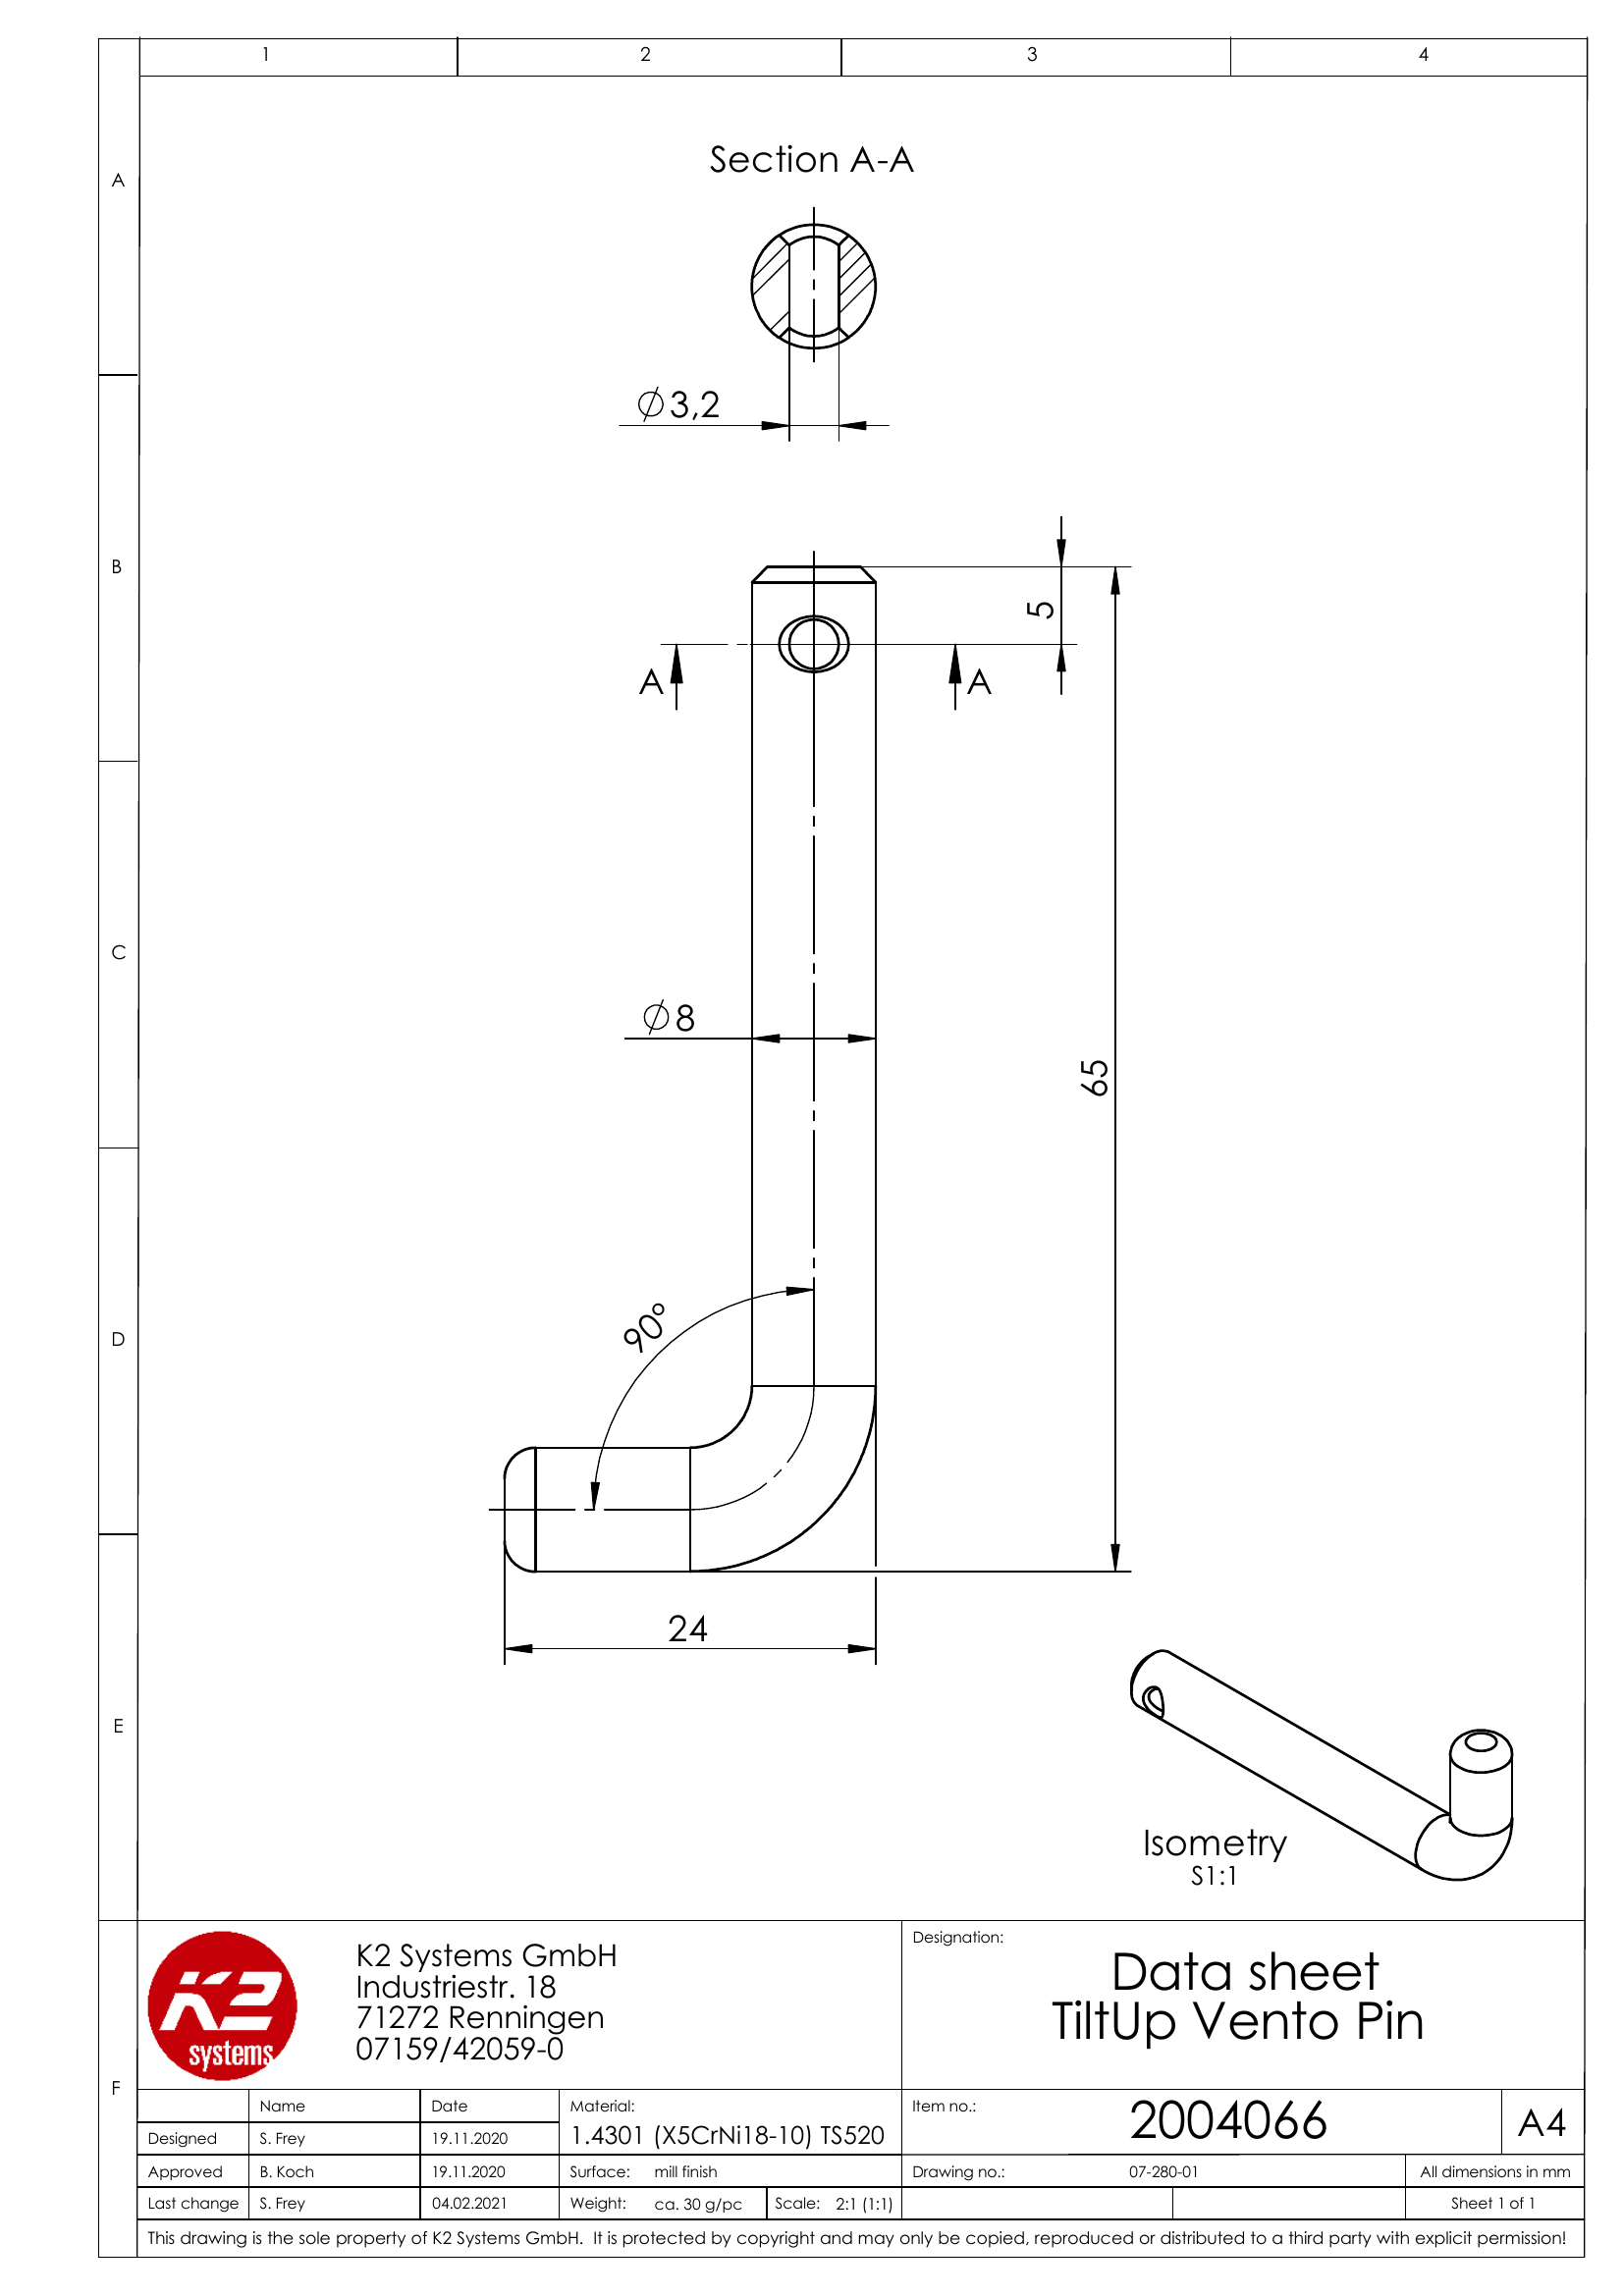 1 2 3 4
A
Section A-A
∅3,2
B
5
A A
C
∅8
65
D
90°
24
E
Isometry
S1:1
F
K2 systems
K2 Systems GmbH
Industriestr. 18
71272 Renningen
07159/42059-0
Designation:
Data sheet
TiltUp Vento Pin
Name Date Material: Item no.: 2004066 A4
Designed S. Frey 19.11.2020 1.4301 (X5CrNi18-10) TS520
Approved B. Koch 19.11.2020 Surface: mill finish Drawing no.: 07-280-01 All dimensions in mm
Last change S. Frey 04.02.2021 Weight: ca. 30 g/pc Scale: 2:1 (1:1) Sheet 1 of 1
This drawing is the sole property of K2 Systems GmbH. It is protected by copyright and may only be copied, reproduced or distributed to a third party with explicit permission!